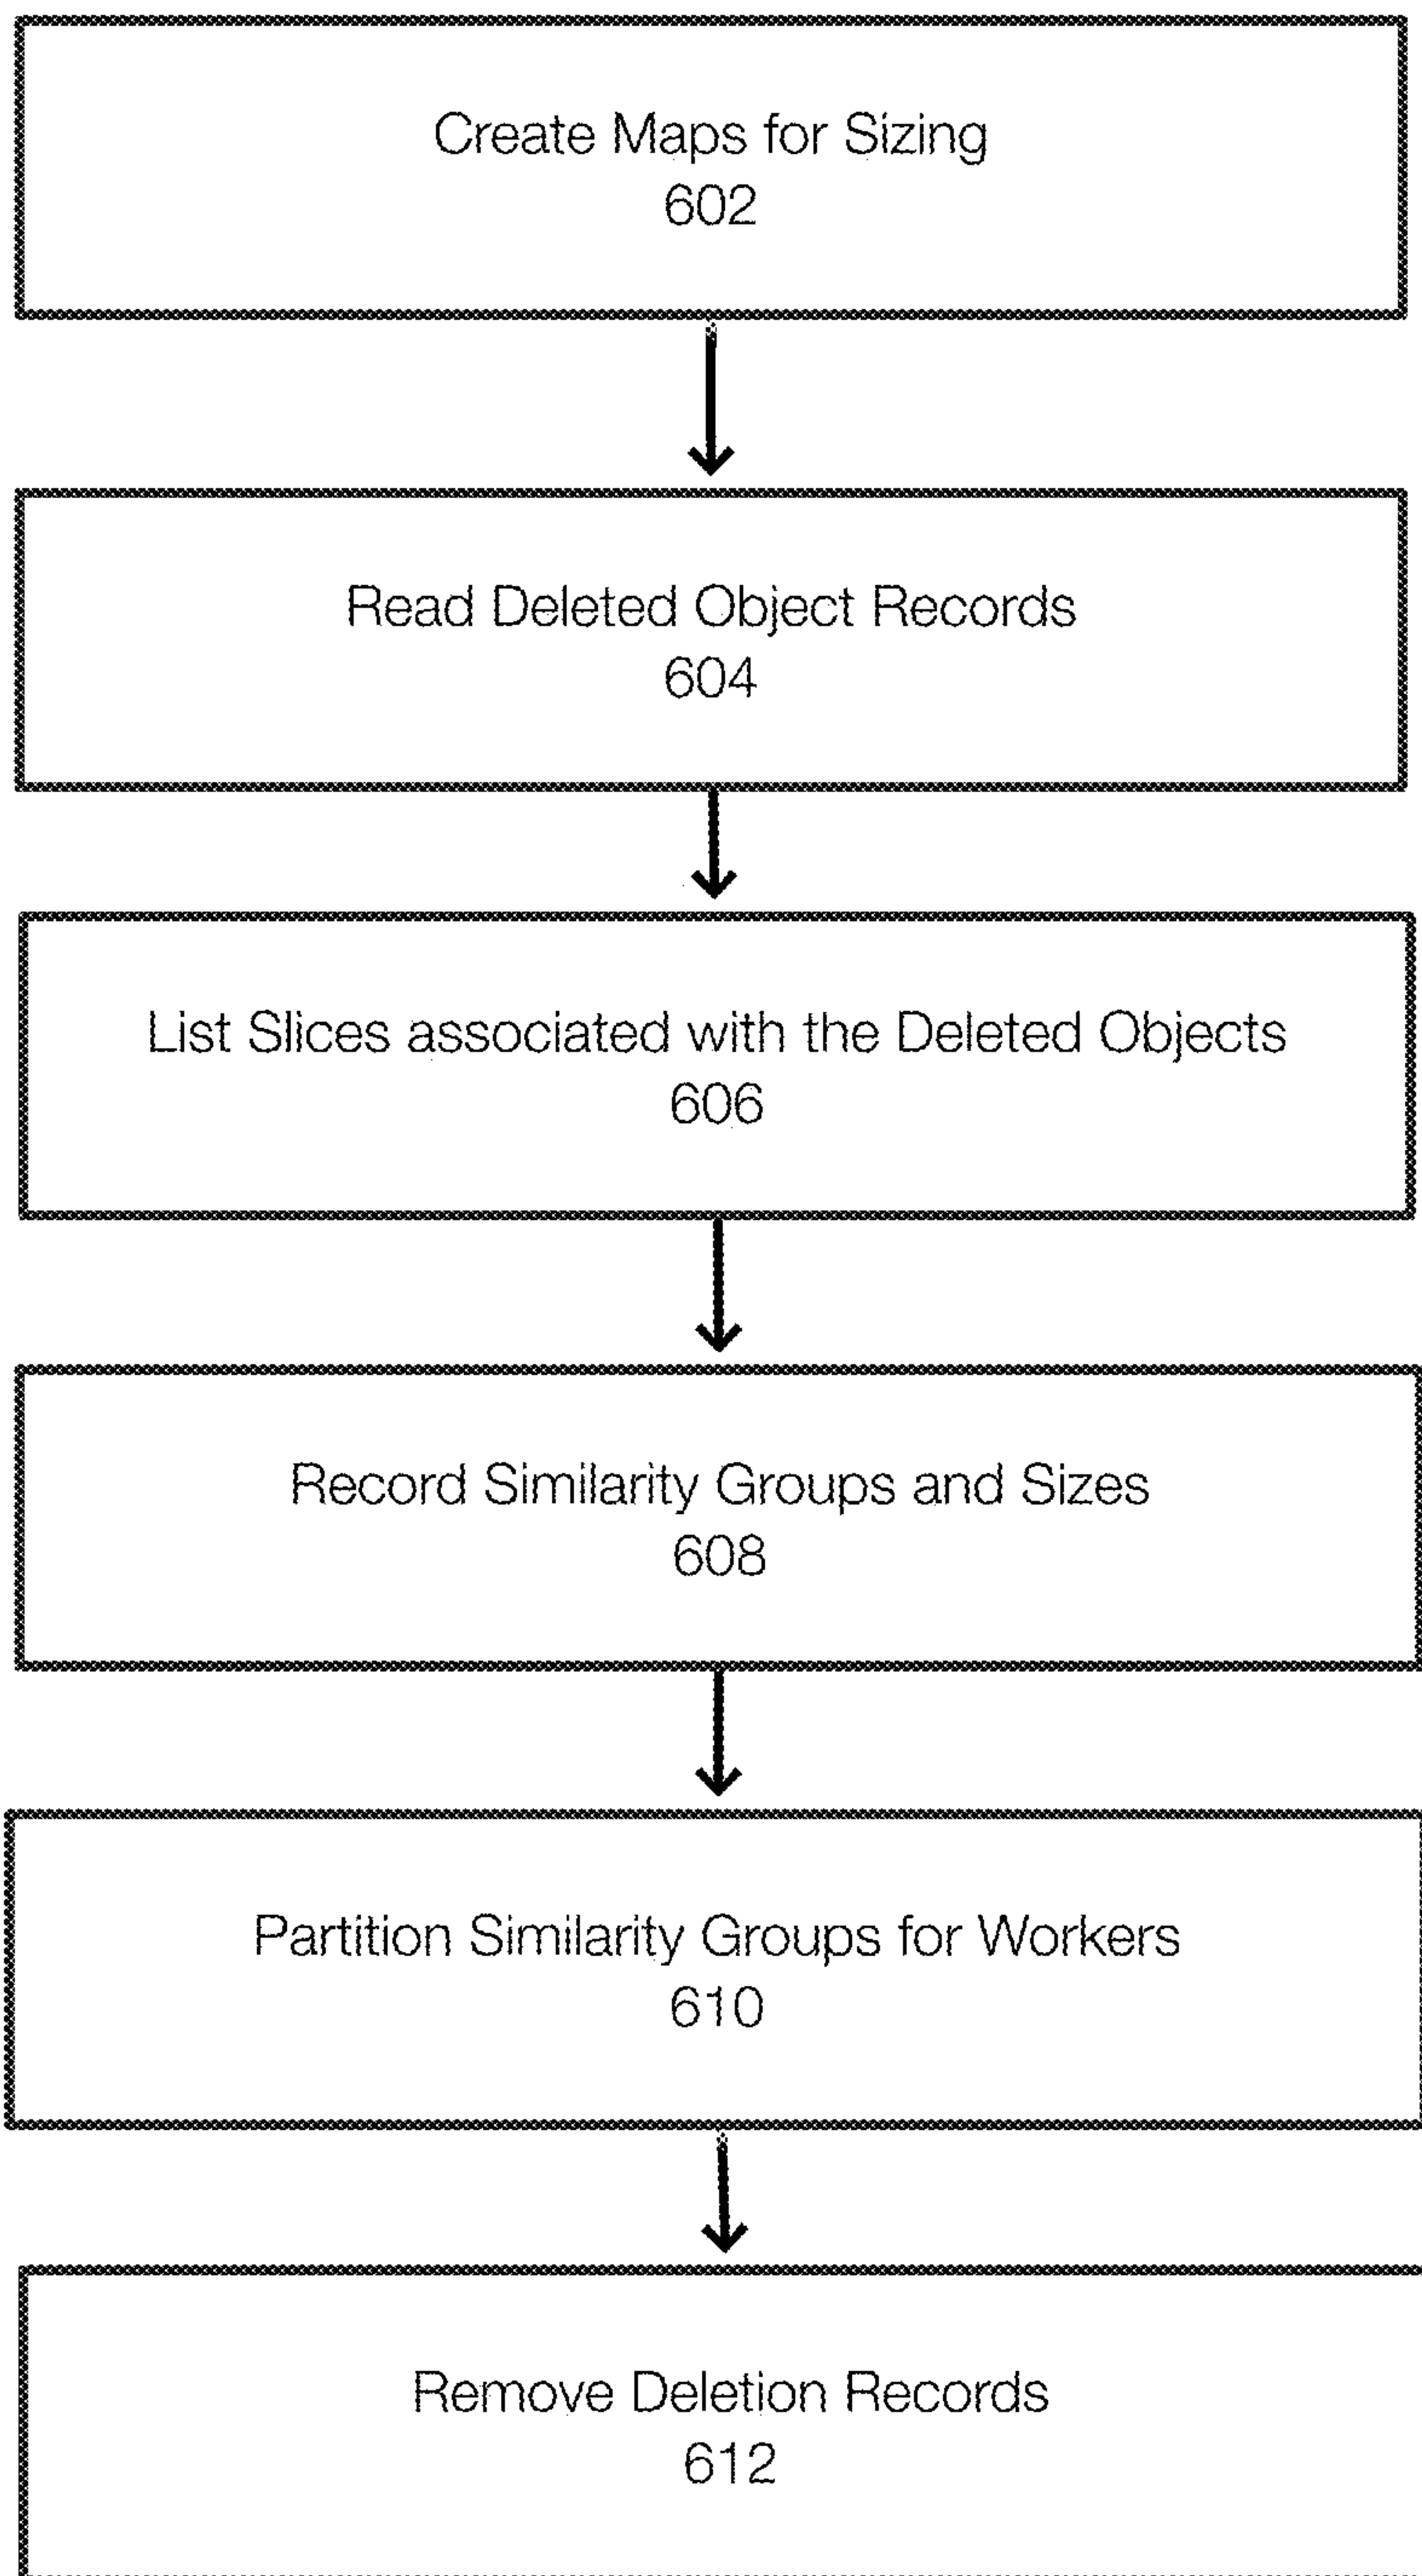 Create Maps for Sizing
602
Read Deleted Object Records
604
List Slices associated with the Deleted Objects
606
Record Similarity Groups and Sizes
608
Partition Similarity Groups for Workers
610
Remove Deletion Records
612